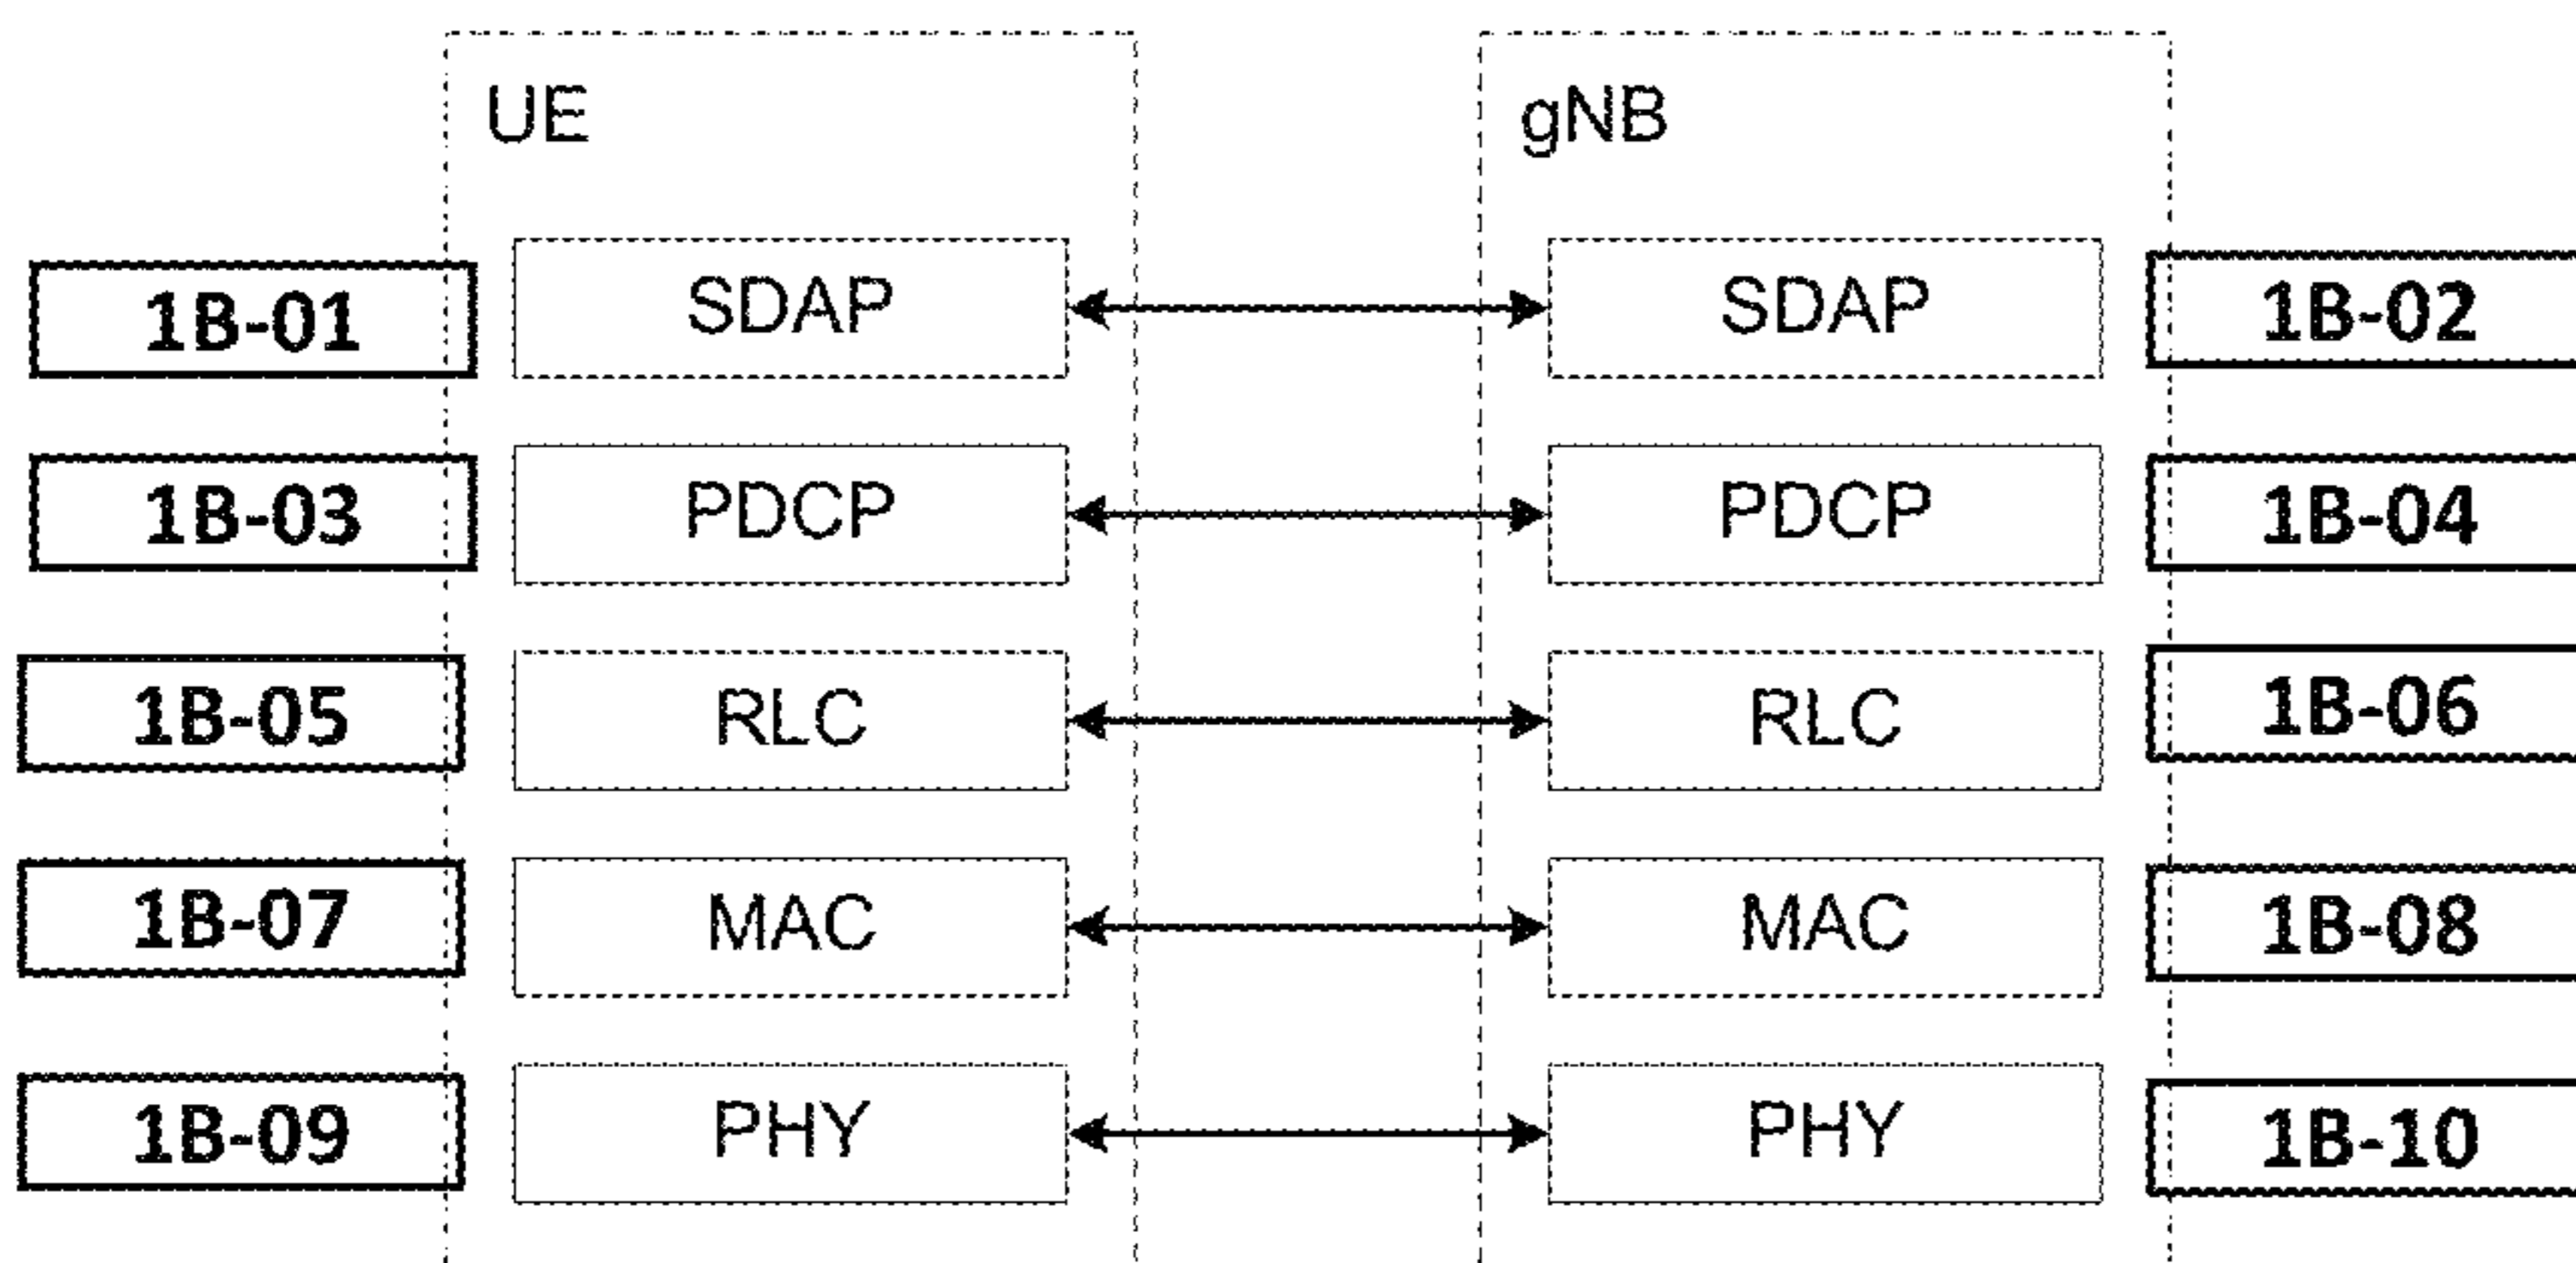 UE gNB
1B-01 SDAP SDAP 1B-02
1B-03 PDCP PDCP 1B-04
1B-05 RLC RLC 1B-06
1B-07 MAC MAC 1B-08
1B-09 PHY PHY 1B-10